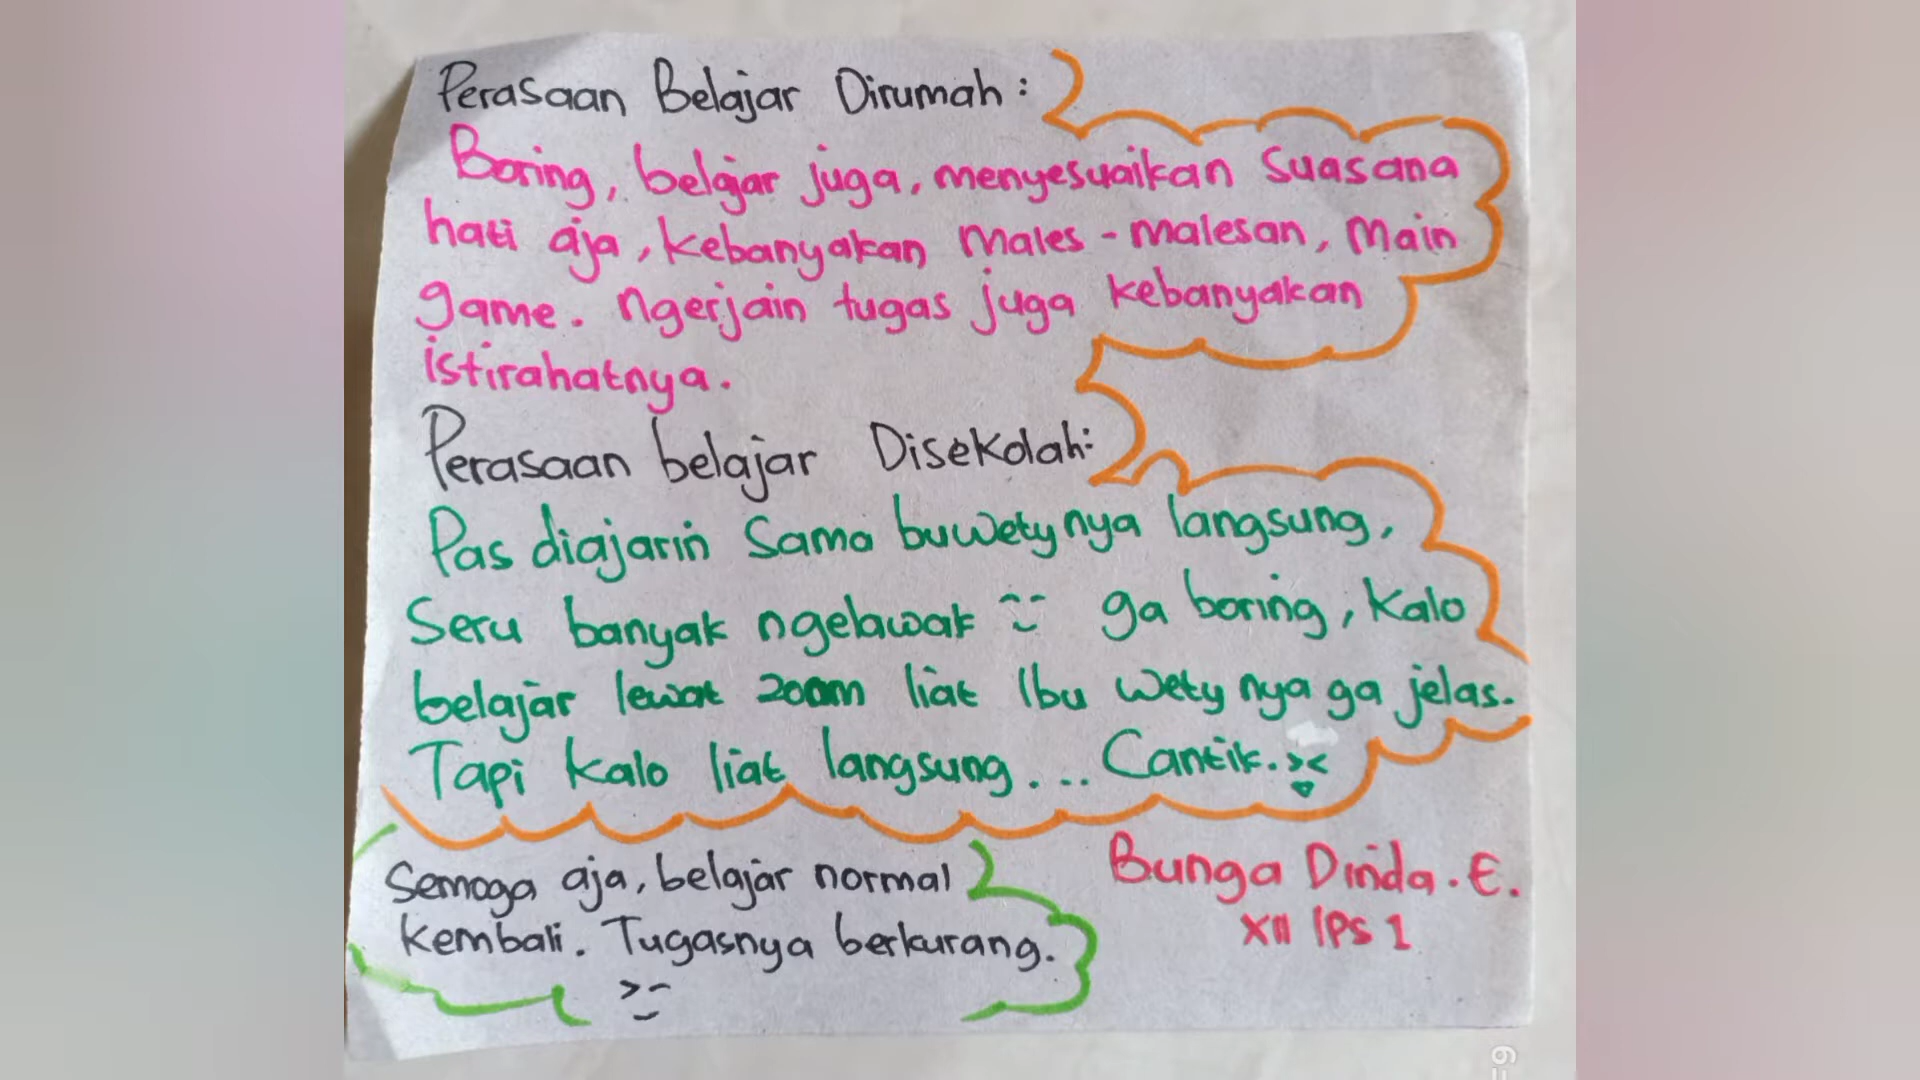 Perasaan Belajar Dirumah:
Boring, belajar juga, menyesuaikan Suasana
hati aja, kebanyakan Males - malesan, Main
game. ngerjain tugas juga kebanyakan
istirahatnya.
Perasaan belajar Disekolah:
Pas diajarin Sama buwetynya langsung,
Seru banyak ngelawak ga boring, Kalo
belajar lewat zoom liat Ibu wety nya ga jelas.
Tapi kalo liat langsung... Cantik. ><
Semoga aja, belajar normal
kembali. Tugasnya berkurang.
Bunga Dinda. E.
XII IPS 1